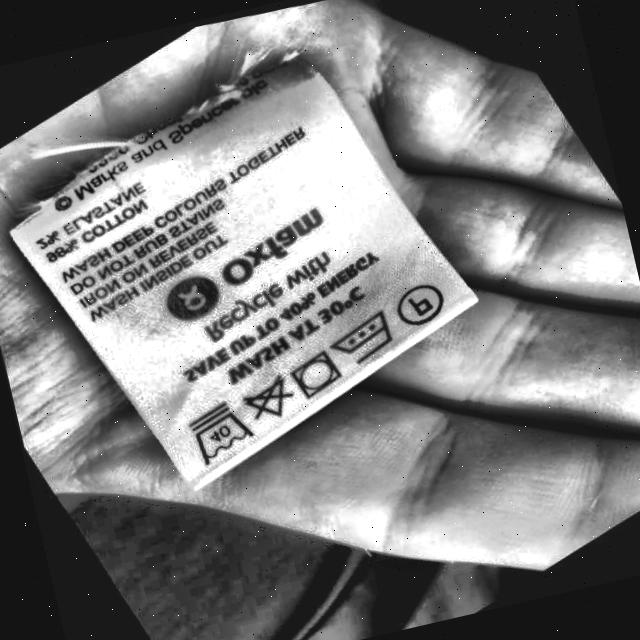 40 P
WASH AT 30°C
SAVE UP TO 40% ENERGY
Recycle with
Oxfam
WASH INSIDE OUT
IRON ON REVERSE
DO NOT RUB STAINS
WASH DEEP COLOURS TOGETHER
98% COTTON
2% ELASTANE
© Marks and Spencer plc